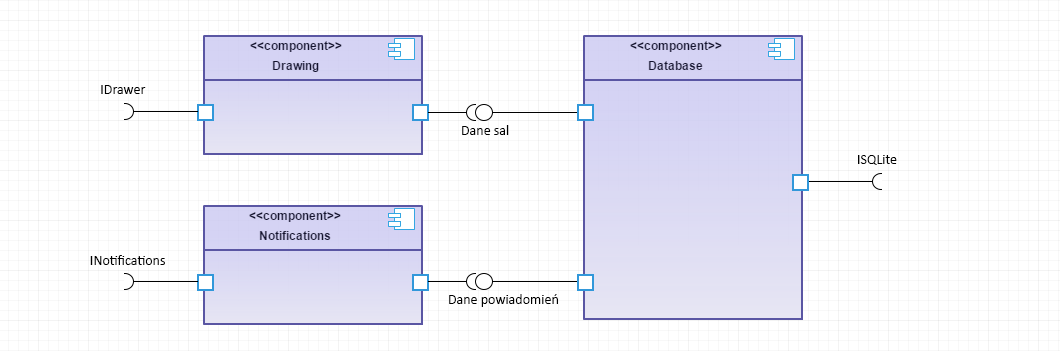 <<component>>
Drawing
<<component>>
Database
IDrawer
Dane sal
ISQLite
<<component>>
Notifications
INotifications
Dane powiadomień